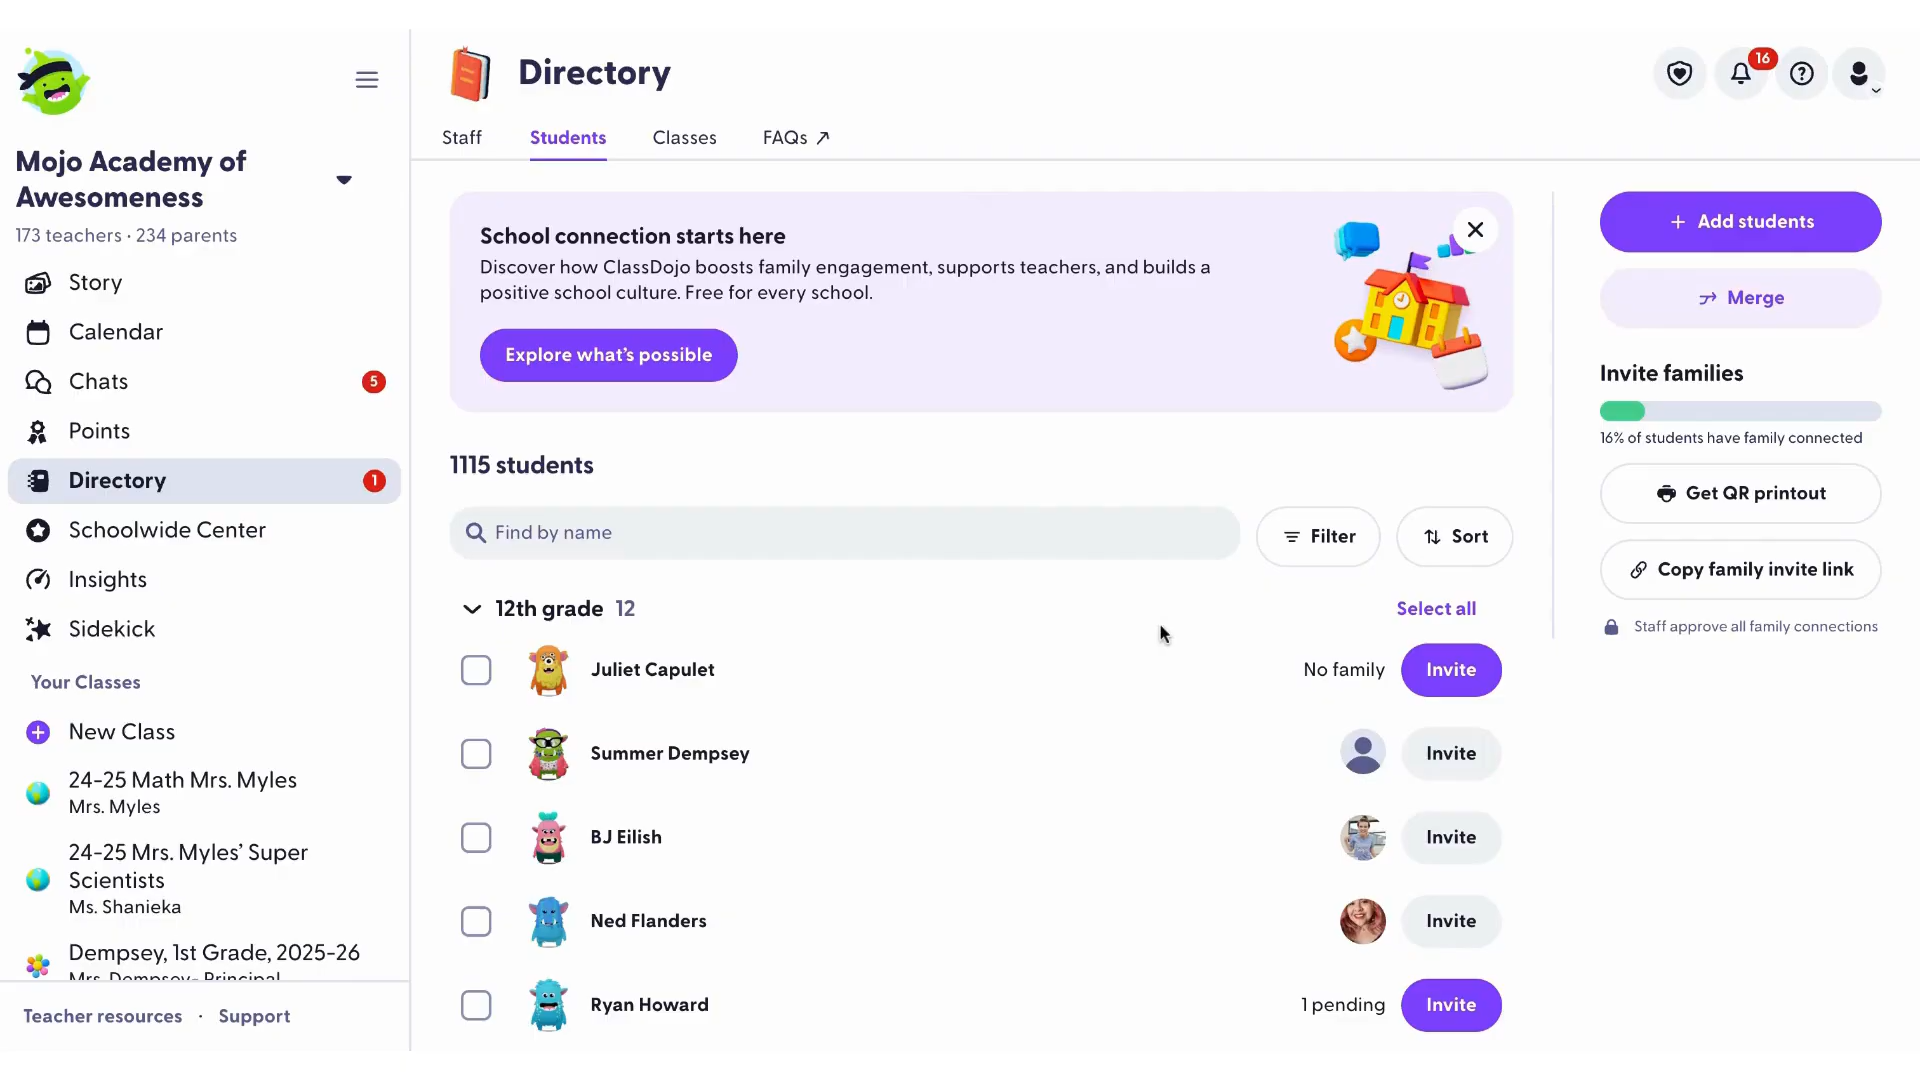 Mojo Academy of
Awesomeness
173 teachers · 234 parents
Story
Calendar
Chats
5
Points
Directory
1
Schoolwide Center
Insights
Sidekick
Your Classes
New Class
24-25 Math Mrs. Myles
Mrs. Myles
24-25 Mrs. Myles’ Super
Scientists
Ms. Shanieka
Dempsey, 1st Grade, 2025-26
Mrs. Dempsey- Principal
Teacher resources · Support
Directory
16
Staff
Students
Classes
FAQs ↗
School connection starts here
Discover how ClassDojo boosts family engagement, supports teachers, and builds a
positive school culture. Free for every school.
Explore what’s possible
1115 students
Find by name
Filter
Sort
12th grade 12
Select all
Juliet Capulet
No family
Invite
Summer Dempsey
Invite
BJ Eilish
Invite
Ned Flanders
Invite
Ryan Howard
1 pending
Invite
+ Add students
Merge
Invite families
16% of students have family connected
Get QR printout
Copy family invite link
Staff approve all family connections